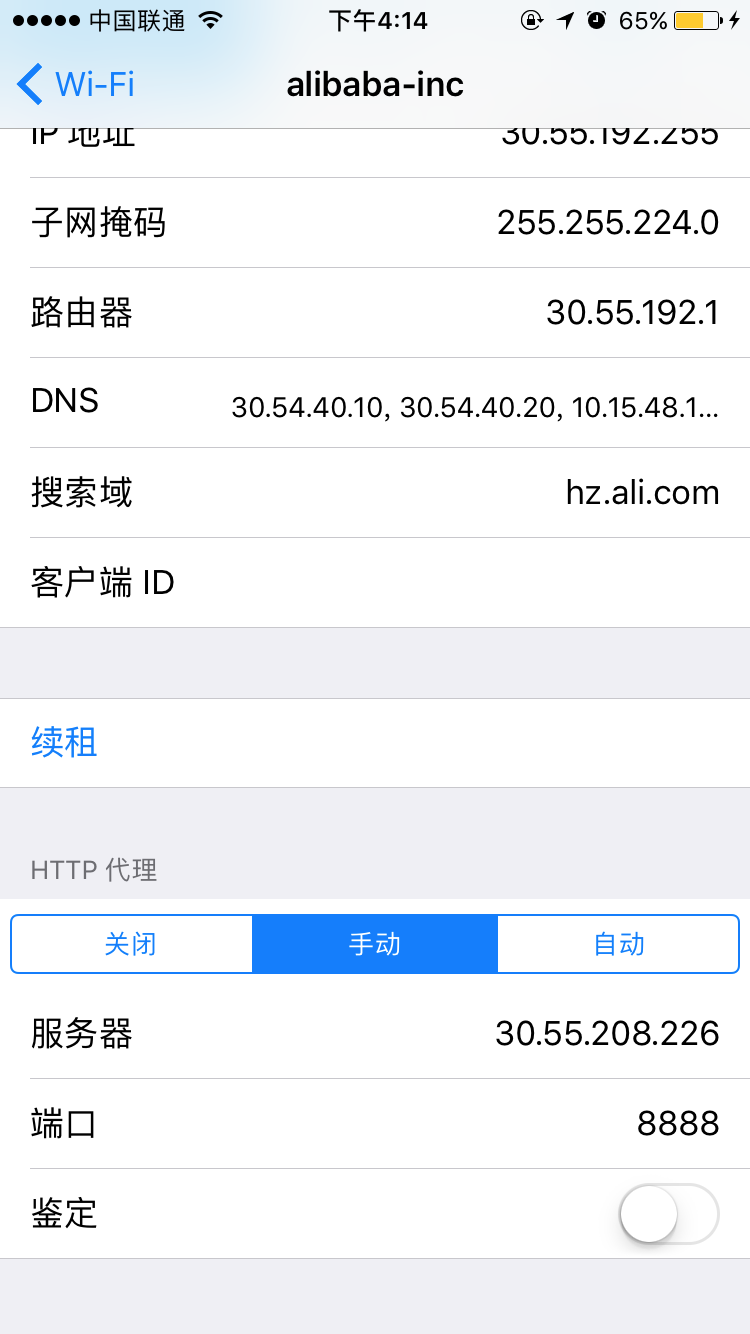 中国联通 下午4:14 65%
Wi-Fi alibaba-inc
IP 地址 30.55.192.255
子网掩码 255.255.224.0
路由器 30.55.192.1
DNS 30.54.40.10, 30.54.40.20, 10.15.48.1...
搜索域 hz.ali.com
客户端 ID
续租
HTTP 代理
关闭 手动 自动
服务器 30.55.208.226
端口 8888
鉴定